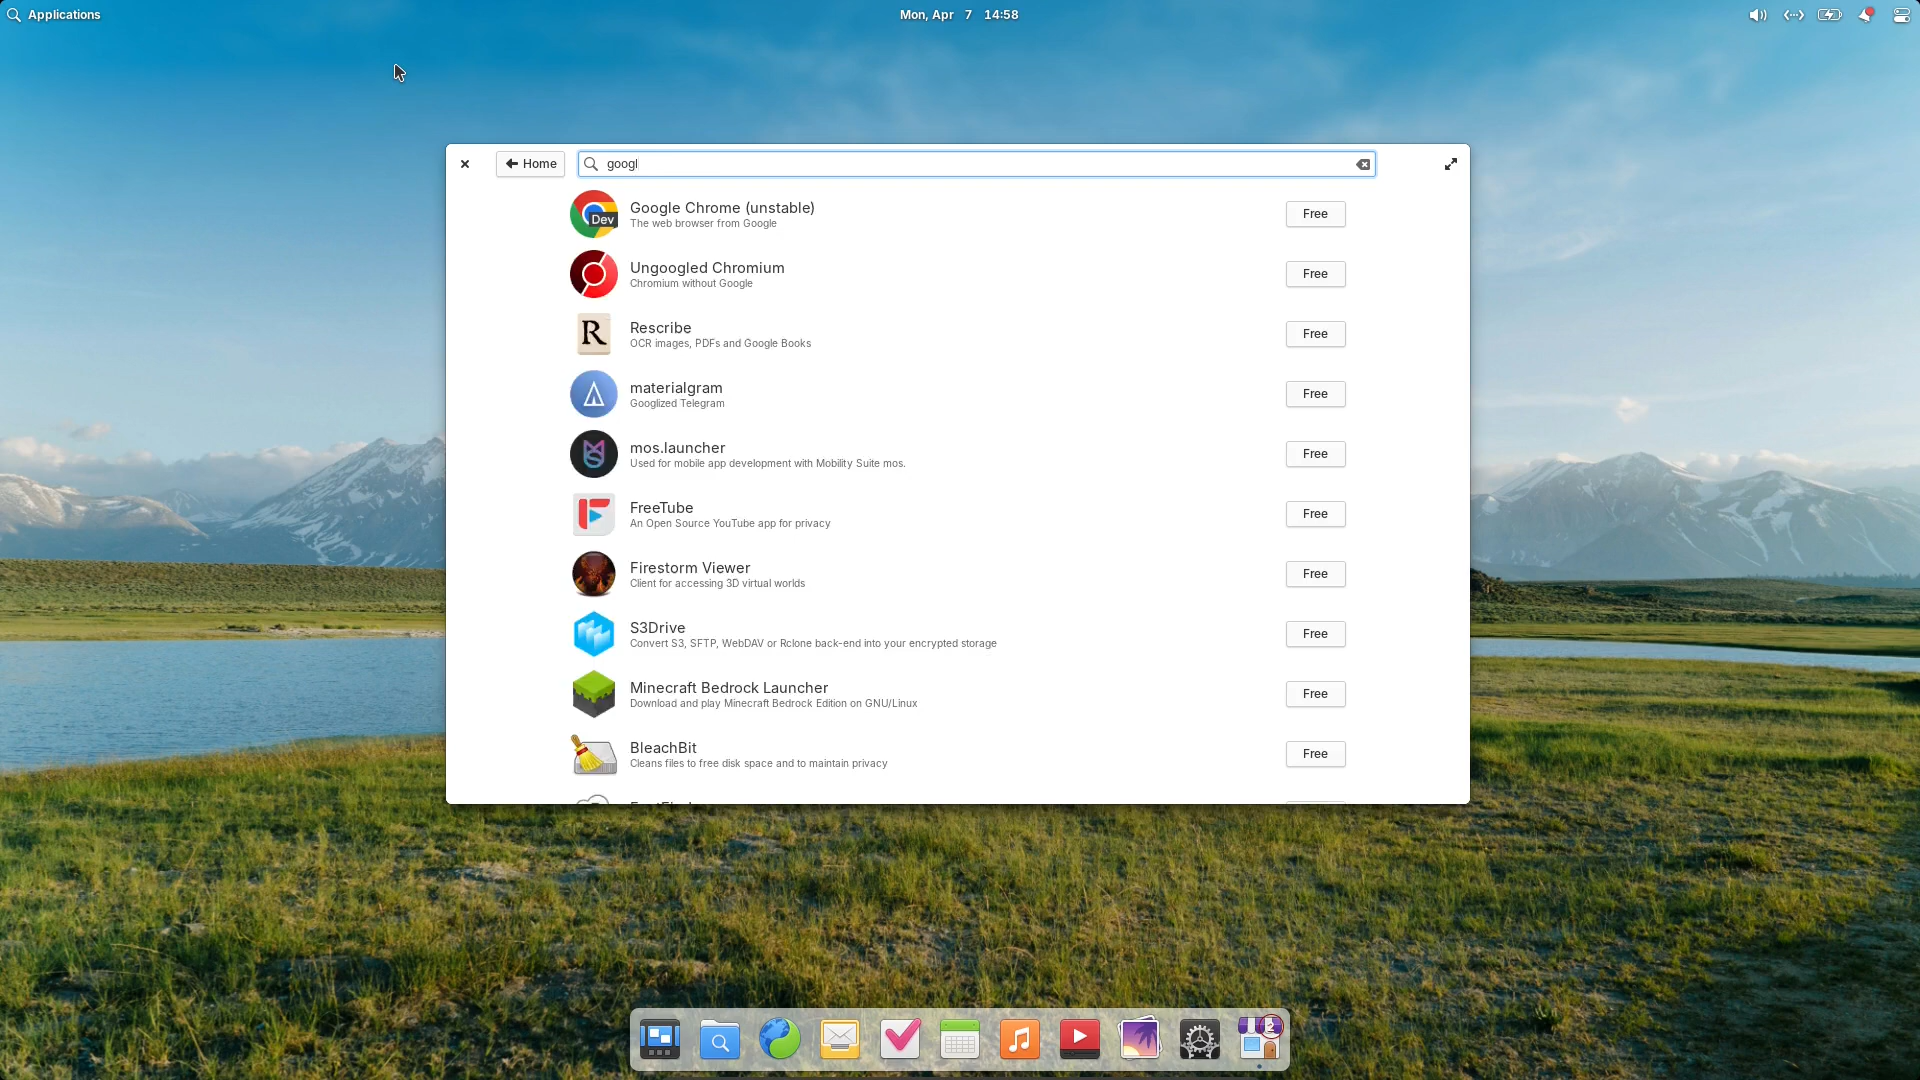 Applications
Mon, Apr 7 14:58
Home
googl
Dev
Google Chrome (unstable)
The web browser from Google
Free
Ungoogled Chromium
Chromium without Google
Free
R
Rescribe
OCR images, PDFs and Google Books
Free
materialgram
Googlized Telegram
Free
mos.launcher
Used for mobile app development with Mobility Suite mos.
Free
FreeTube
An Open Source YouTube app for privacy
Free
Firestorm Viewer
Client for accessing 3D virtual worlds
Free
S3Drive
Convert S3, SFTP, WebDAV or Rclone back-end into your encrypted storage
Free
Minecraft Bedrock Launcher
Download and play Minecraft Bedrock Edition on GNU/Linux
Free
BleachBit
Cleans files to free disk space and to maintain privacy
Free
2